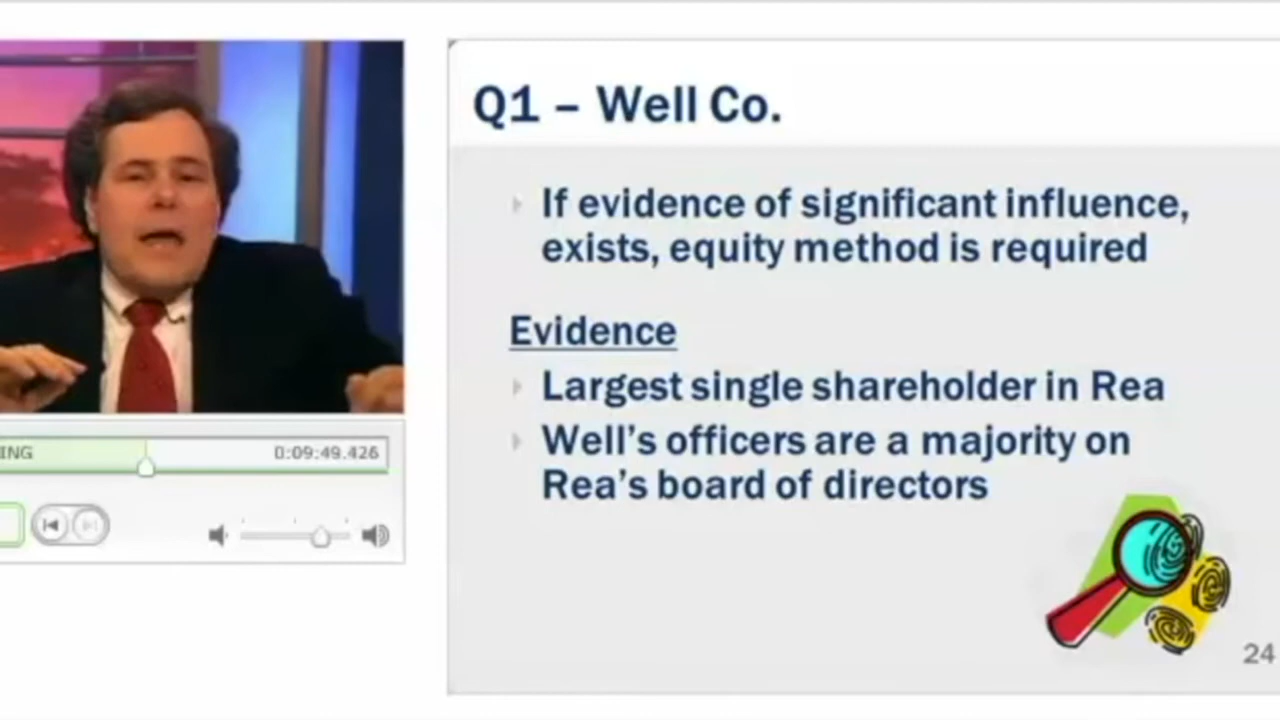 Q1 – Well Co.
If evidence of significant influence,
exists, equity method is required
Evidence
Largest single shareholder in Rea
Well's officers are a majority on
Rea's board of directors
24
ING
0:09:49.426